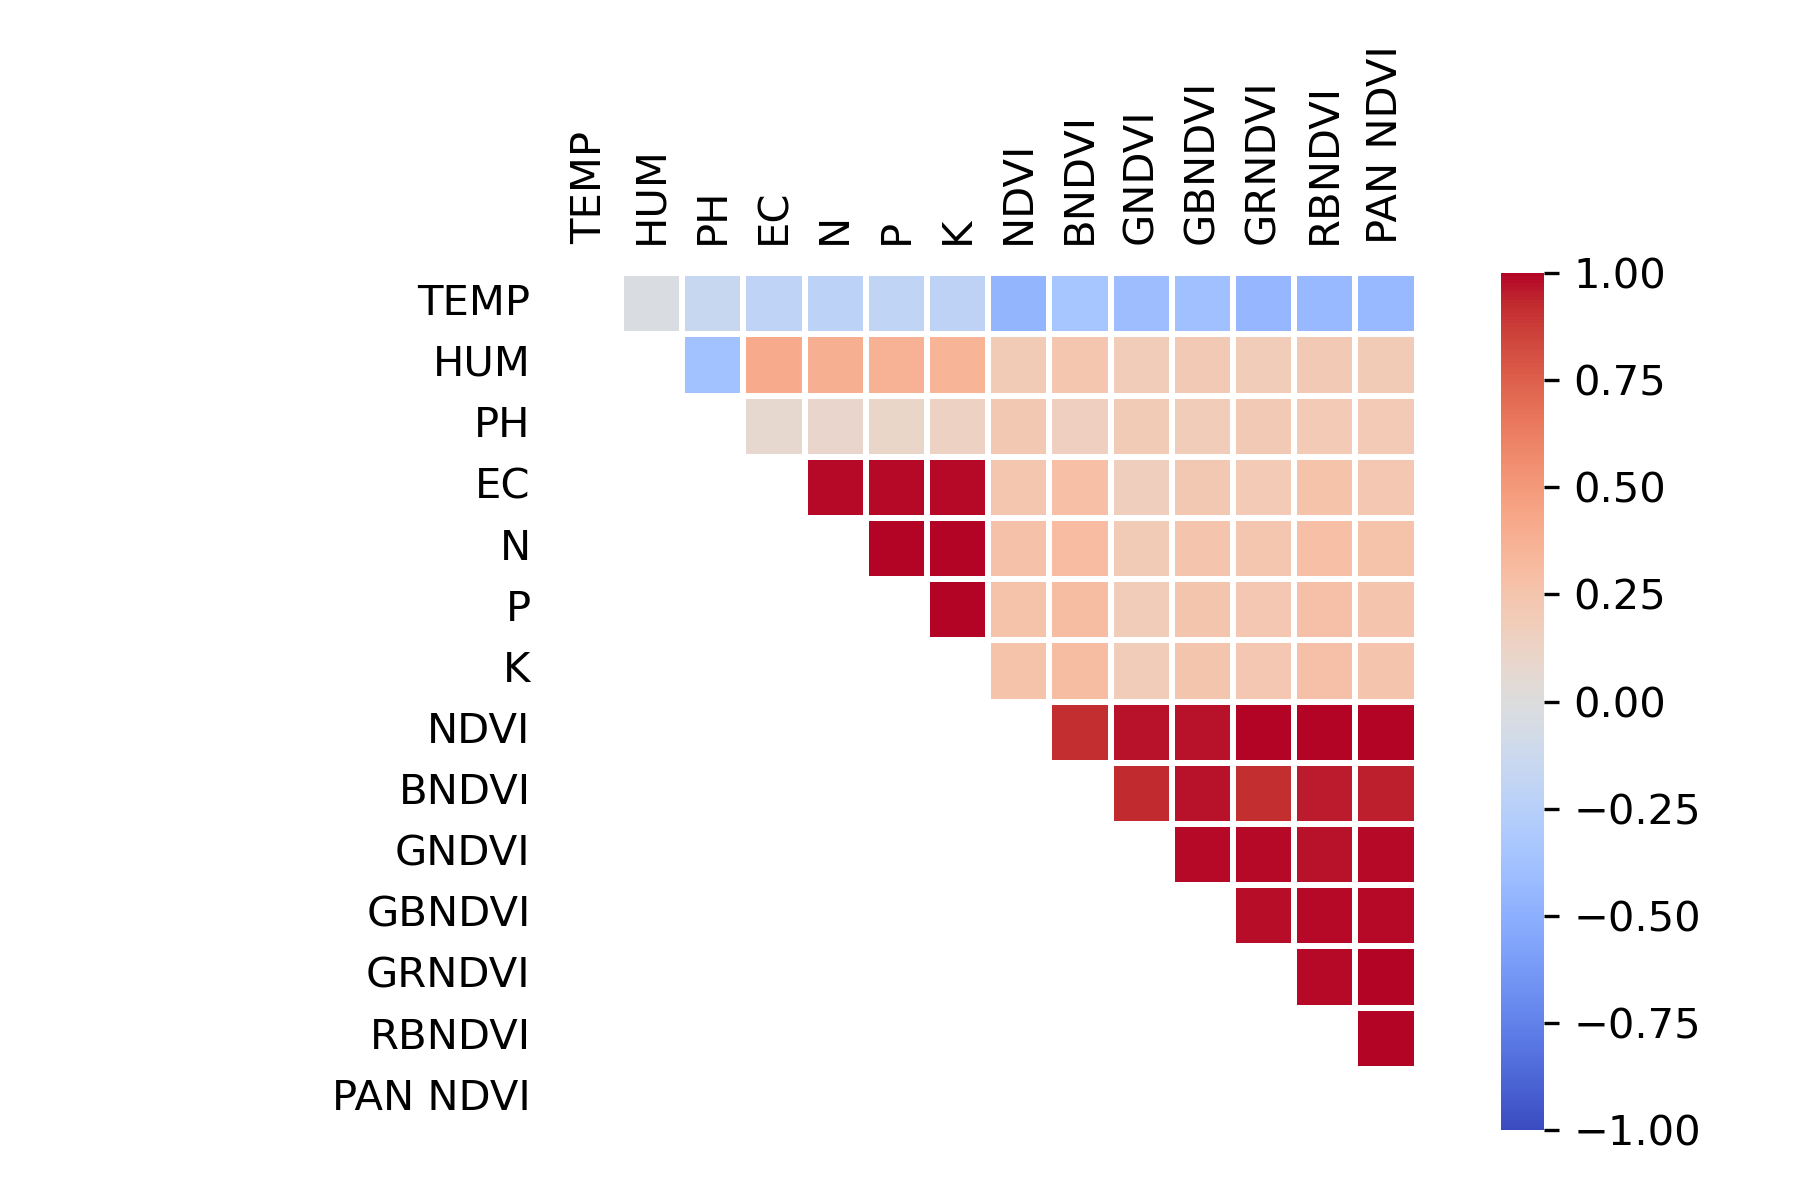 TEMP
HUM
PH
EC
N
P
K
NDVI
BNDVI
GNDVI
GBNDVI
GRNDVI
RBNDVI
PAN NDVI
TEMP
HUM
PH
EC
N
P
K
NDVI
BNDVI
GNDVI
GBNDVI
GRNDVI
RBNDVI
PAN NDVI
1.00
0.75
0.50
0.25
0.00
−0.25
−0.50
−0.75
−1.00